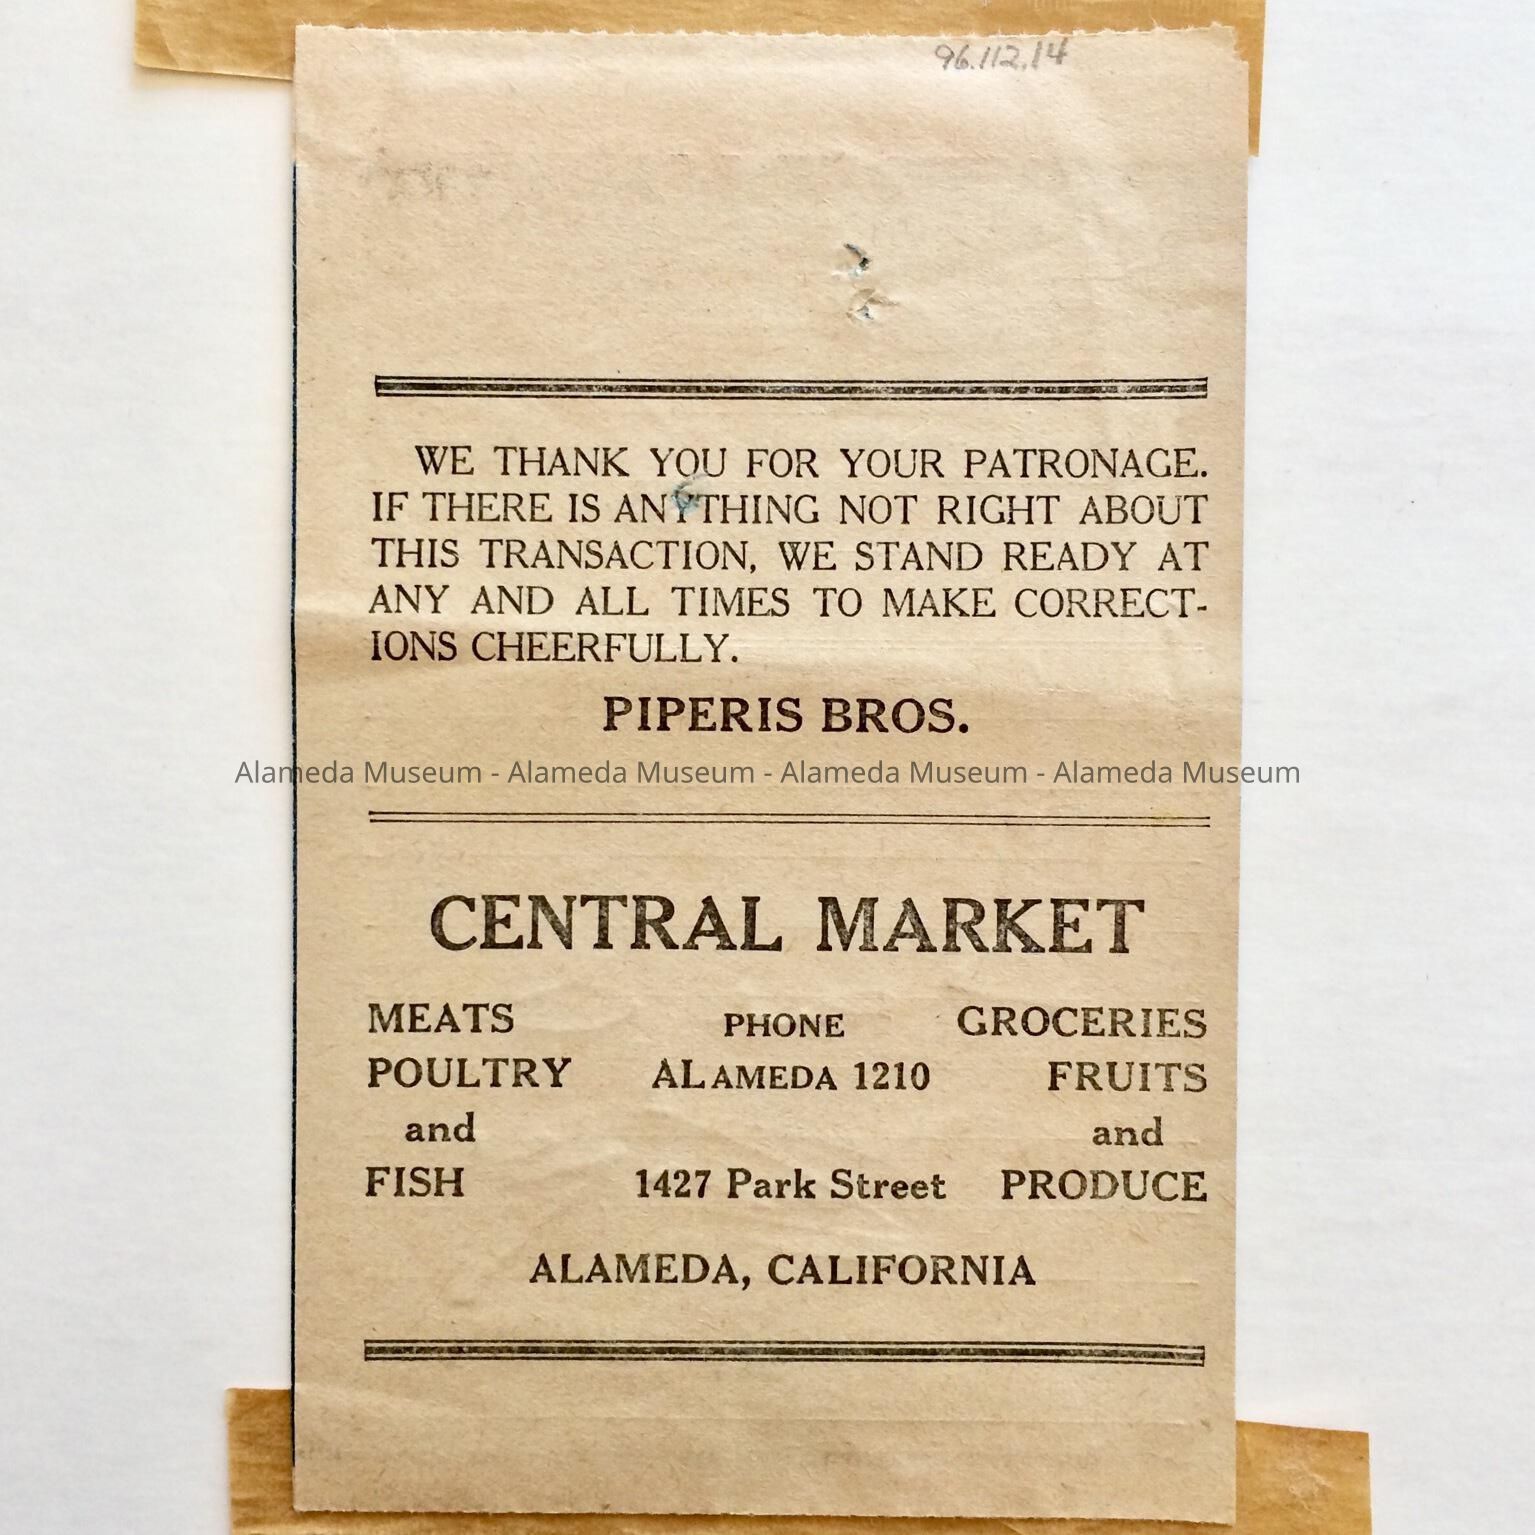 96.112.14
WE THANK YOU FOR YOUR PATRONAGE.
IF THERE IS ANYTHING NOT RIGHT ABOUT
THIS TRANSACTION, WE STAND READY AT
ANY AND ALL TIMES TO MAKE CORRECT-
IONS CHEERFULLY.
PIPERIS BROS.
Alameda Museum - Alameda Museum - Alameda Museum - Alameda Museum
CENTRAL MARKET
MEATS PHONE GROCERIES
POULTRY ALAMEDA 1210 FRUITS
and and
FISH 1427 Park Street PRODUCE
ALAMEDA, CALIFORNIA